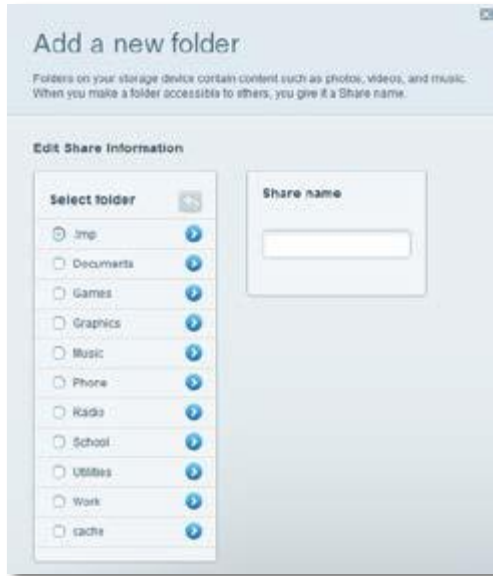 Add a new folder
Folders on your storage device contain content such as photos, videos, and music.
When you make a folder accessible to others, you give it a Share name.
Edit Share Information
Select folder
.tmp
Documents
Games
Graphics
Music
Phone
Radio
School
Utilities
Work
cache
Share name